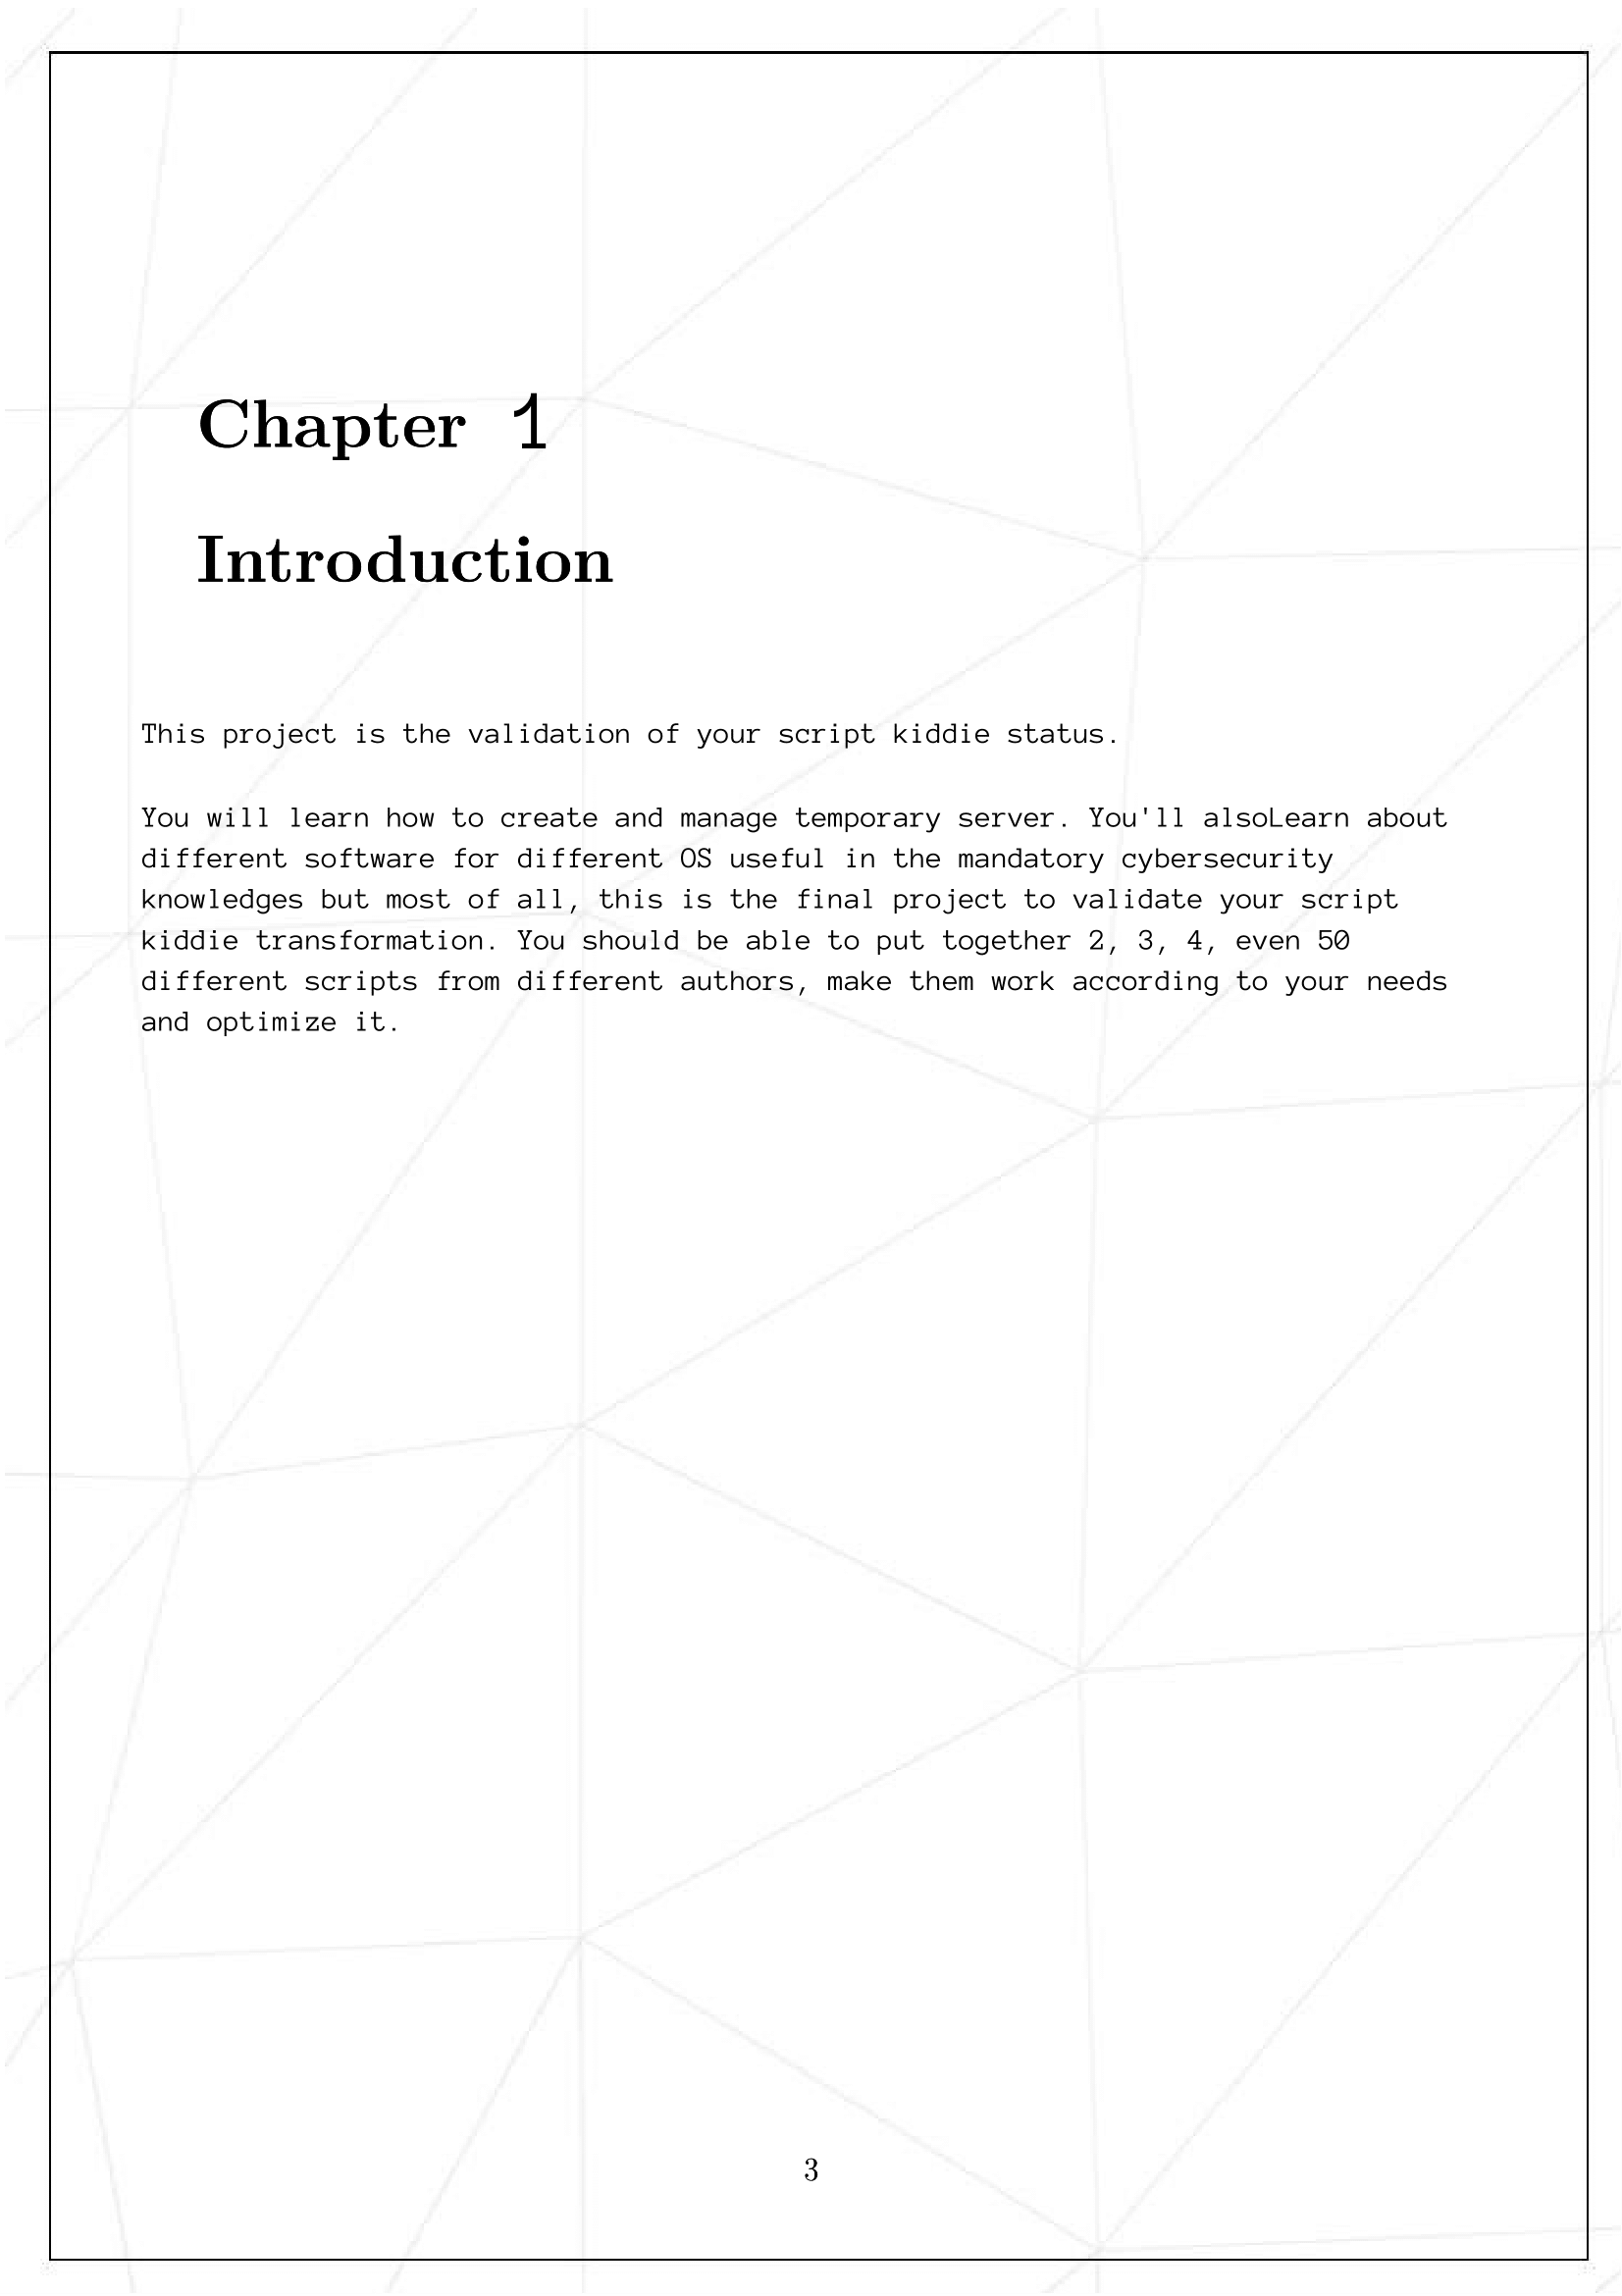 Chapter 1
Introduction
This project is the validation of your script kiddie status.
You will learn how to create and manage temporary server. You'll alsoLearn about
different software for different OS useful in the mandatory cybersecurity
knowledges but most of all, this is the final project to validate your script
kiddie transformation. You should be able to put together 2, 3, 4, even 50
different scripts from different authors, make them work according to your needs
and optimize it.
3